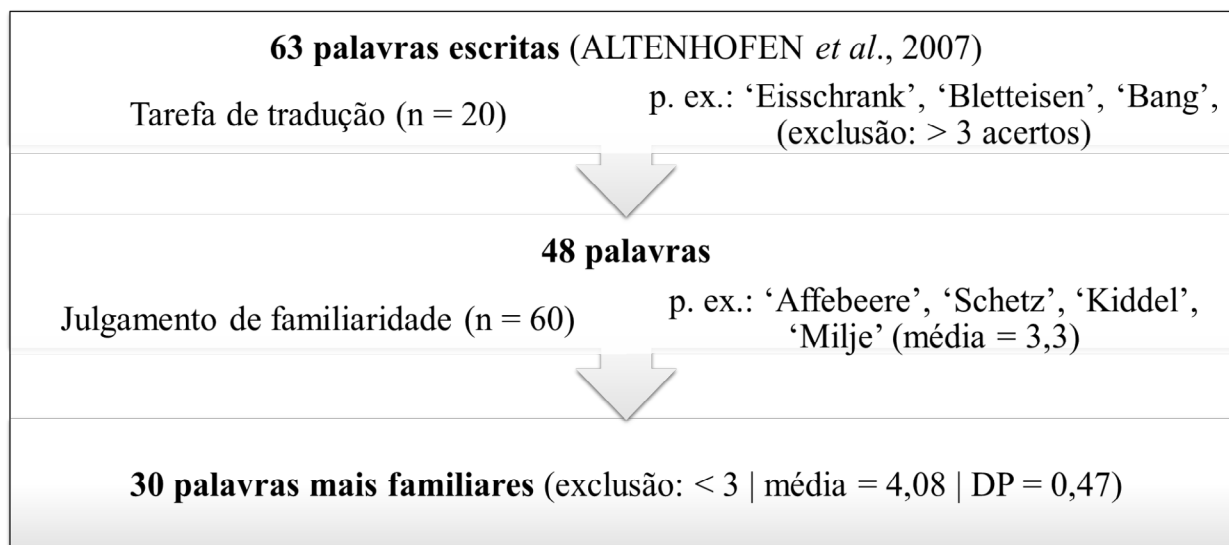 63 palavras escritas (ALTENHOFEN et al., 2007)
Tarefa de tradução (n = 20)
p. ex.: ‘Eisschrank’, ‘Bletteisen’, ‘Bang’,
(exclusão: > 3 acertos)
48 palavras
Julgamento de familiaridade (n = 60)
p. ex.: ‘Affebeere’, ‘Schetz’, ‘Kiddel’,
‘Milje’ (média = 3,3)
30 palavras mais familiares (exclusão: < 3 | média = 4,08 | DP = 0,47)